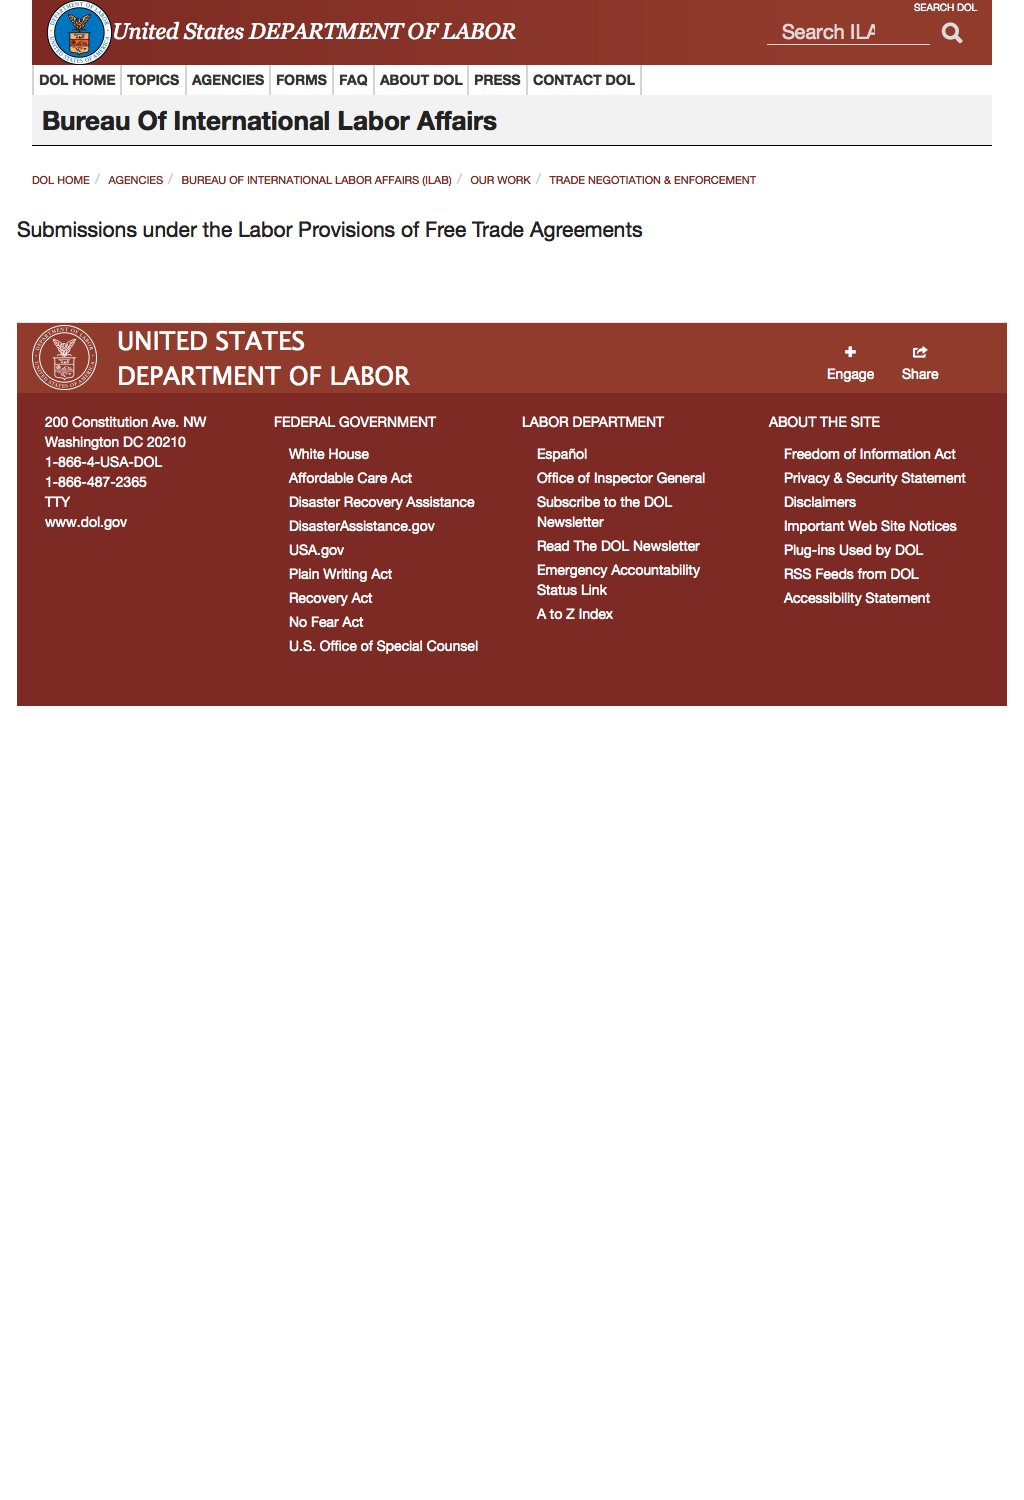 SEARCH DOL
United States DEPARTMENT OF LABOR
Search ILA
DOL HOME TOPICS AGENCIES FORMS FAQ ABOUT DOL PRESS CONTACT DOL
Bureau Of International Labor Affairs
DOL HOME / AGENCIES / BUREAU OF INTERNATIONAL LABOR AFFAIRS (ILAB) / OUR WORK / TRADE NEGOTIATION & ENFORCEMENT
Submissions under the Labor Provisions of Free Trade Agreements
UNITED STATES
DEPARTMENT OF LABOR
Engage
Share
200 Constitution Ave. NW
Washington DC 20210
1-866-4-USA-DOL
1-866-487-2365
TTY
www.dol.gov
FEDERAL GOVERNMENT
White House
Affordable Care Act
Disaster Recovery Assistance
DisasterAssistance.gov
USA.gov
Plain Writing Act
Recovery Act
No Fear Act
U.S. Office of Special Counsel
LABOR DEPARTMENT
Español
Office of Inspector General
Subscribe to the DOL
Newsletter
Read The DOL Newsletter
Emergency Accountability
Status Link
A to Z Index
ABOUT THE SITE
Freedom of Information Act
Privacy & Security Statement
Disclaimers
Important Web Site Notices
Plug-ins Used by DOL
RSS Feeds from DOL
Accessibility Statement